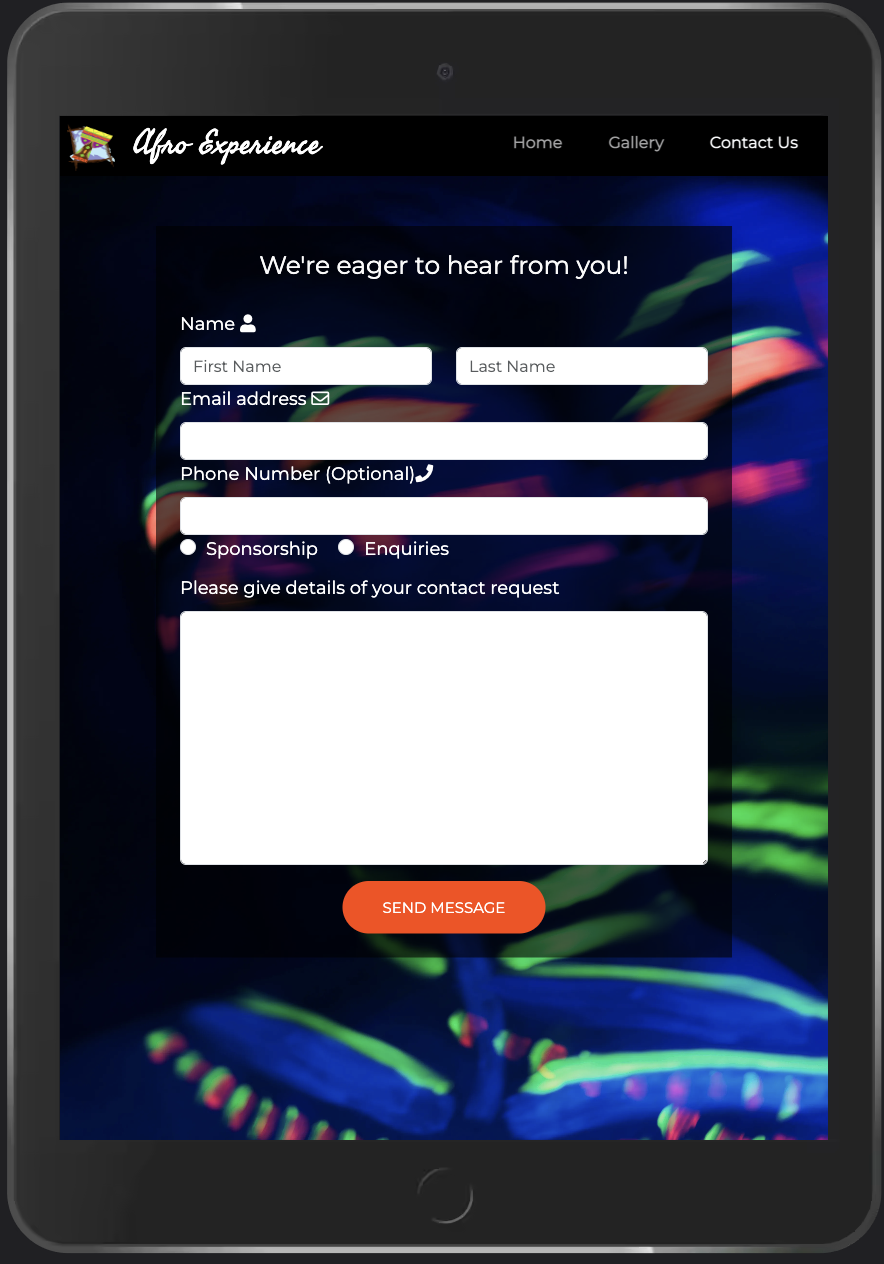 Afro Experience Home Gallery Contact Us
We're eager to hear from you!
Name
First Name Last Name
Email address
Phone Number (Optional)
Sponsorship Enquiries
Please give details of your contact request
SEND MESSAGE